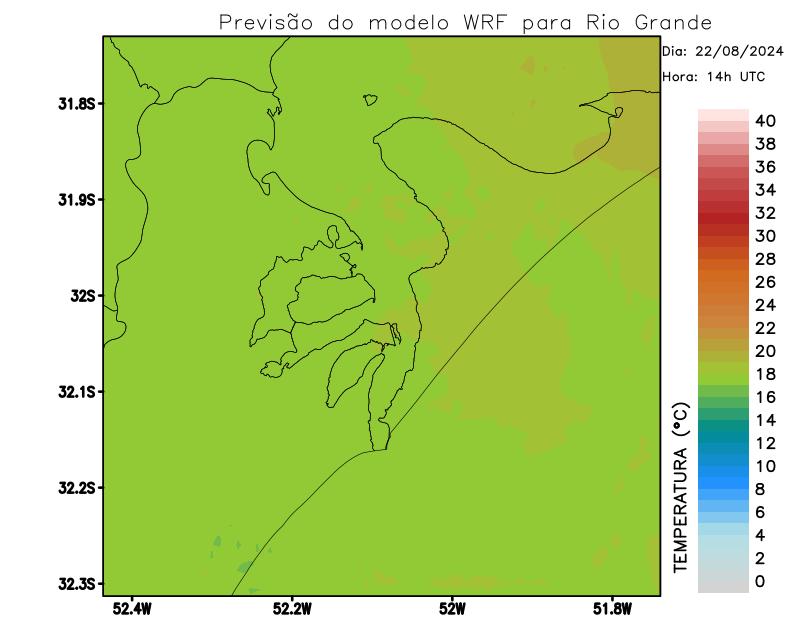 Previsão do modelo WRF para Rio Grande
Dia: 22/08/2024
Hora: 14h UTC
31.8S
31.9S
32S
32.1S
32.2S
32.3S
52.4W
52.2W
52W
51.8W
TEMPERATURA (°C)
40
38
36
34
32
30
28
26
24
22
20
18
16
14
12
10
8
6
4
2
0